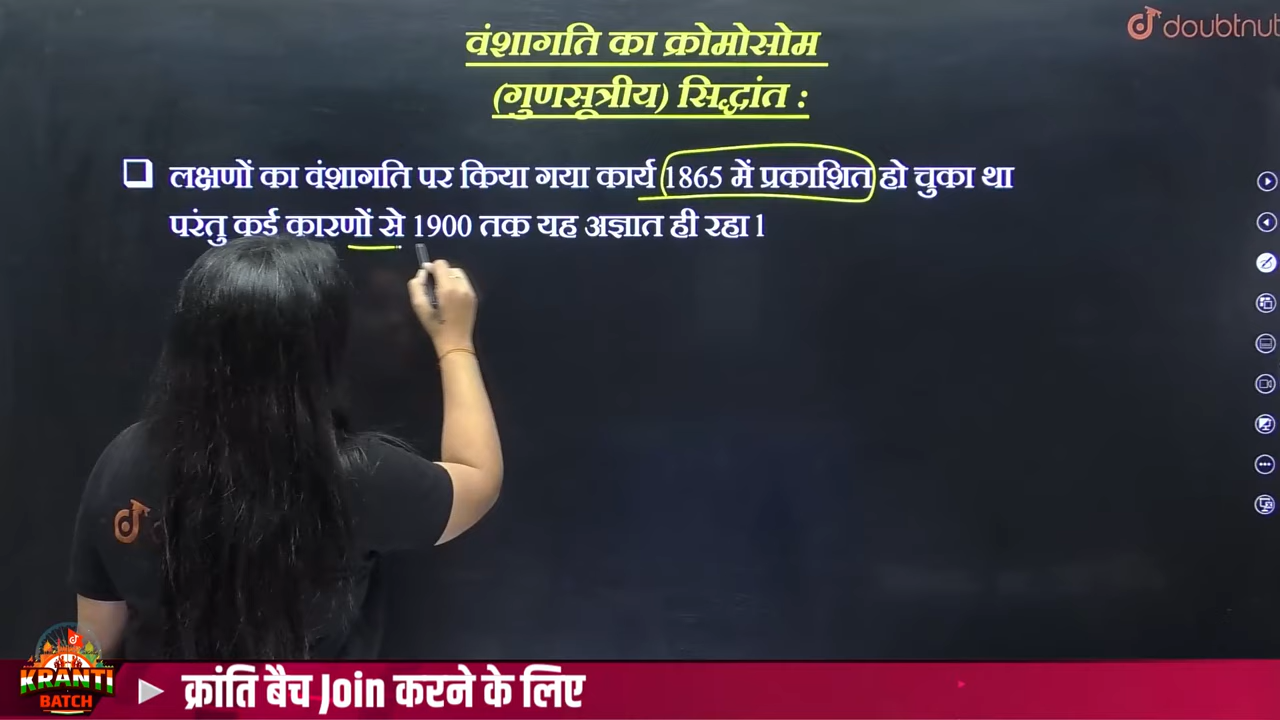 doubtnut
वंशागति का क्रोमोसोम
(गुणसूत्रीय) सिद्धांत :
लक्षणों का वंशागति पर किया गया कार्य 1865 में प्रकाशित हो चुका था
परंतु कई कारणों से 1900 तक यह अज्ञात ही रहा l
KRANTI
BATCH
क्रांति बैच Join करने के लिए